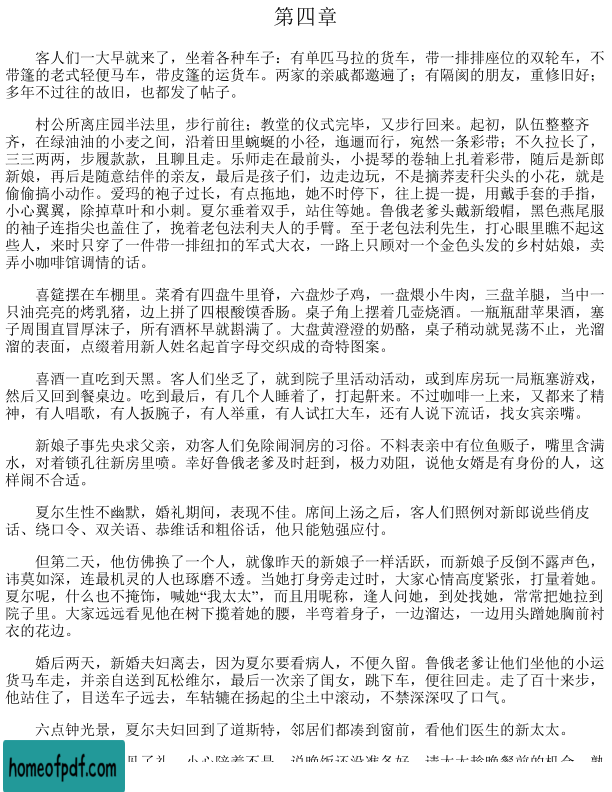 第四章
客人们一大早就来了，坐着各种车子：有单匹马拉的货车，带一排排座位的双轮车，不
带篷的老式轻便马车，带皮篷的运货车。两家的亲戚都邀遍了；有隔阂的朋友，重修旧好；
多年不过往的故旧，也都发了帖子。
村公所离庄园半法里，步行前往；教堂的仪式完毕，又步行回来。起初，队伍整整齐
齐，在绿油油的小麦之间，沿着田里蜿蜒的小径，迤逦而行，宛然一条彩带；不久拉长了，
三三两两，步履款款，且聊且走。乐师走在最前头，小提琴的卷轴上扎着彩带，随后是新郎
新娘，再后是随意结伴的亲友，最后是孩子们，边走边玩，不是摘荞麦秆尖头的小花，就是
偷偷搞小动作。爱玛的袍子过长，有点拖地，她不时停下，往上提一提，用戴手套的手指，
小心翼翼，除掉草叶和小刺。夏尔垂着双手，站住等她。鲁俄老爹头戴新缎帽，黑色燕尾服
的袖子连指尖也盖住了，挽着老包法利夫人的手臂。至于老包法利先生，打心眼里瞧不起这
些人，来时只穿了一件带一排纽扣的军式大衣，一路上只顾对一个金色头发的乡村姑娘，卖
弄小咖啡馆调情的话。
喜筵摆在车棚里。菜肴有四盘牛里脊，六盘炒子鸡，一盘煨小牛肉，三盘羊腿，当中一
只油亮亮的烤乳猪，边上拼了四根酸馍香肠。桌子角上摆着几壶烧酒。一瓶瓶甜苹果酒，塞
子周围直冒厚沫子，所有酒杯早就斟满了。大盘黄澄澄的奶酪，桌子稍动就晃荡不止，光溜
溜的表面，点缀着用新人姓名起首字母交织成的奇特图案。
喜酒一直吃到天黑。客人们坐乏了，就到院子里活动活动，或到库房玩一局瓶塞游戏，
然后又回到餐桌边。吃到最后，有几个人睡着了，打起鼾来。不过咖啡一上来，又都来了精
神，有人唱歌，有人扳腕子，有人举重，有人试扛大车，还有人说下流话，找女宾亲嘴。
新娘子事先央求父亲，劝客人们免除闹洞房的习俗。不料表亲中有位鱼贩子，嘴里含满
水，对着锁孔往新房里喷。幸好鲁俄老爹及时赶到，极力劝阻，说他女婿是有身份的人，这
样闹不合适。
夏尔生性不幽默，婚礼期间，表现不佳。席间上汤之后，客人们照例对新郎说些俏皮
话、绕口令、双关语、恭维话和粗俗话，他只能勉强应付。
但第二天，他仿佛换了一个人，就像昨天的新娘子一样活跃，而新娘子反倒不露声色，
讳莫如深，连最机灵的人也琢磨不透。当她打身旁走过时，大家心情高度紧张，打量着她。
夏尔呢，什么也不掩饰，喊她“我太太”，而且用昵称，逢人问她，到处找她，常常把她拉到
院子里。大家远远看见他在树下揽着她的腰，半弯着身子，一边溜达，一边用头蹭她胸前衬
衣的花边。
婚后两天，新婚夫妇离去，因为夏尔要看病人，不便久留。鲁俄老爹让他们坐他的小运
货马车走，并亲自送到瓦松维尔，最后一次亲了闺女，跳下车，便往回走。走了百十来步，
他站住了，目送车子远去，车轱辘在扬起的尘土中滚动，不禁深深叹了口气。
六点钟光景，夏尔夫妇回到了道斯特，邻居们都凑到窗前，看他们医生的新太太。
homeofpdf.com